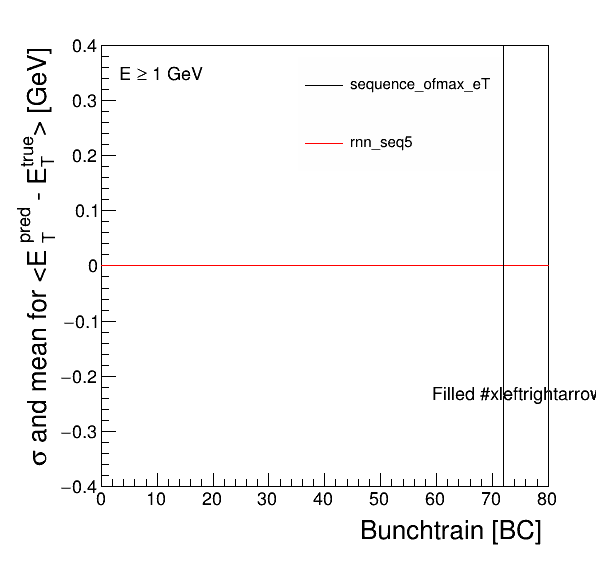 E ≥ 1 GeV
sequence_ofmax_eT
rnn_seq5
Filled #xleftrightarrow
σ and mean for <E_T^pred - E_T^true> [GeV]
0.4
0.3
0.2
0.1
0
−0.1
−0.2
−0.3
−0.4
0 10 20 30 40 50 60 70 80
Bunchtrain [BC]